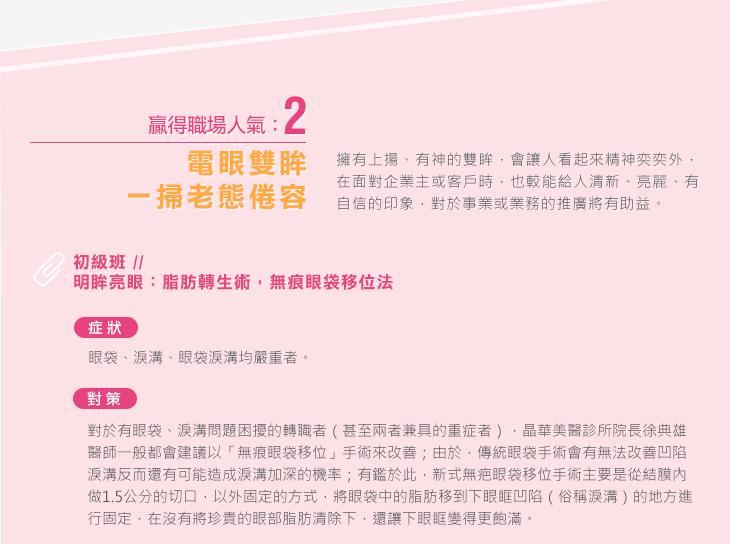 贏得職場人氣：2
電眼雙眸
一掃老態倦容
擁有上揚、有神的雙眸，會讓人看起來精神奕奕外，
在面對企業主或客戶時，也較能給人清新、亮麗、有
自信的印象，對於事業或業務的推廣將有助益。
初級班 //
明眸亮眼：脂肪轉生術，無痕眼袋移位法
症狀
眼袋、淚溝、眼袋淚溝均嚴重者。
對策
對於有眼袋、淚溝問題困擾的轉職者（甚至兩者兼具的重症者），晶華美醫診所院長徐典雄
醫師一般都會建議以「無痕眼袋移位」手術來改善；由於，傳統眼袋手術會有無法改善凹陷
淚溝反而還有可能造成淚溝加深的機率；有鑑於此，新式無疤眼袋移位手術主要是從結膜內
做1.5公分的切口，以外固定的方式，將眼袋中的脂肪移到下眼眶凹陷（俗稱淚溝）的地方進
行固定，在沒有將珍貴的眼部脂肪清除下，還讓下眼眶變得更飽滿。